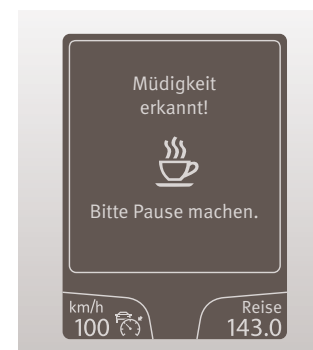 Müdigkeit
erkannt!
Bitte Pause machen.
km/h
100
Reise
143.0